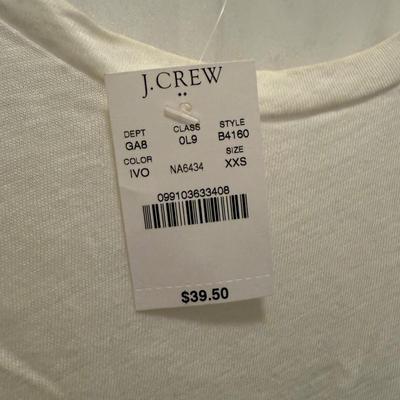 J.CREW
DEPT CLASS STYLE
GA8 0L9 B4160
COLOR SIZE
IVO NA6434 XXS
099103633408
$39.50